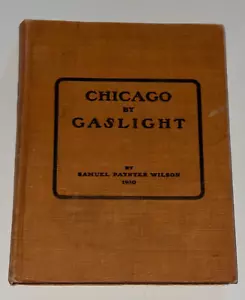 CHICAGO
BY
GASLIGHT
BY
SAMUEL PAYNTER WILSON
1910